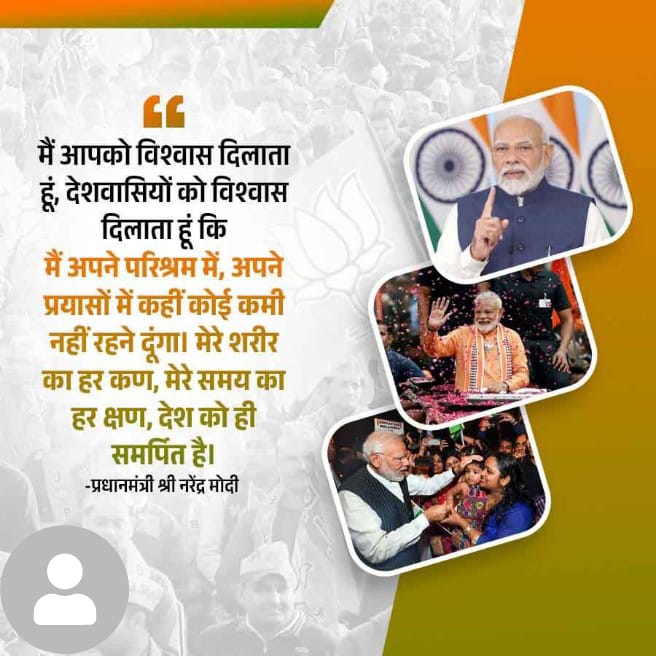 मैं आपको विश्वास दिलाता
हूं, देशवासियों को विश्वास
दिलाता हूं कि
मैं अपने परिश्रम में, अपने
प्रयासों में कहीं कोई कमी
नहीं रहने दूंगा। मेरे शरीर
का हर कण, मेरे समय का
हर क्षण, देश को ही
समर्पित है।
-प्रधानमंत्री श्री नरेंद्र मोदी